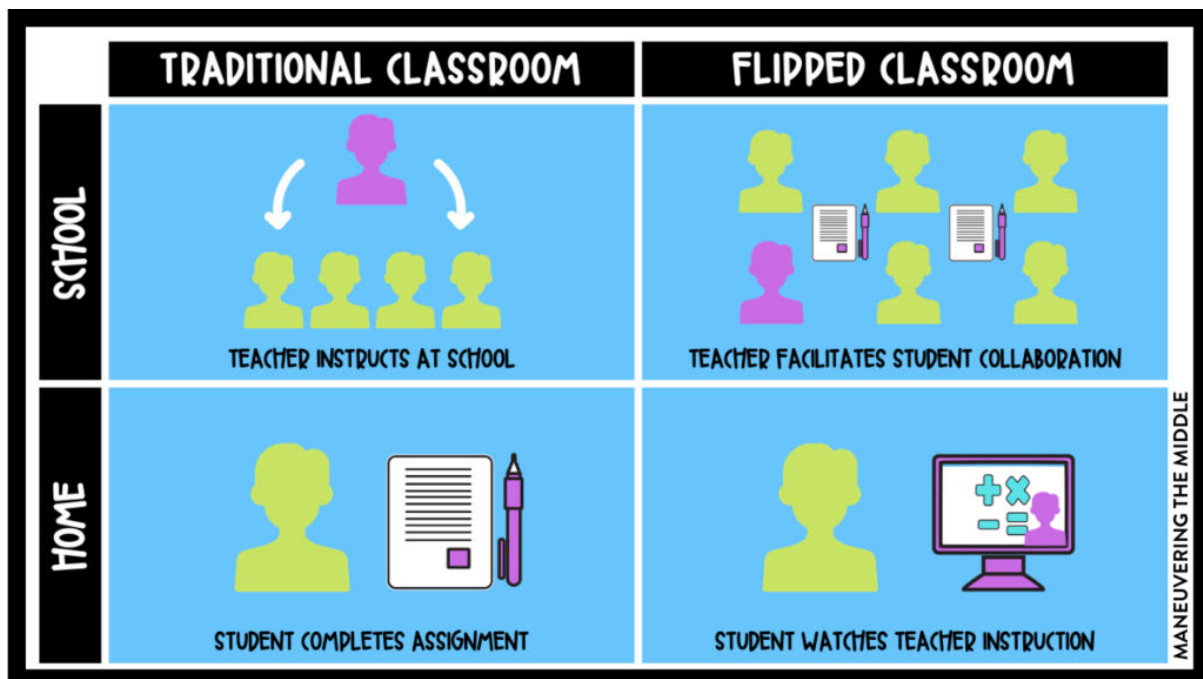 TRADITIONAL CLASSROOM
FLIPPED CLASSROOM
SCHOOL
TEACHER INSTRUCTS AT SCHOOL
TEACHER FACILITATES STUDENT COLLABORATION
HOME
STUDENT COMPLETES ASSIGNMENT
STUDENT WATCHES TEACHER INSTRUCTION
MANEUVERING THE MIDDLE